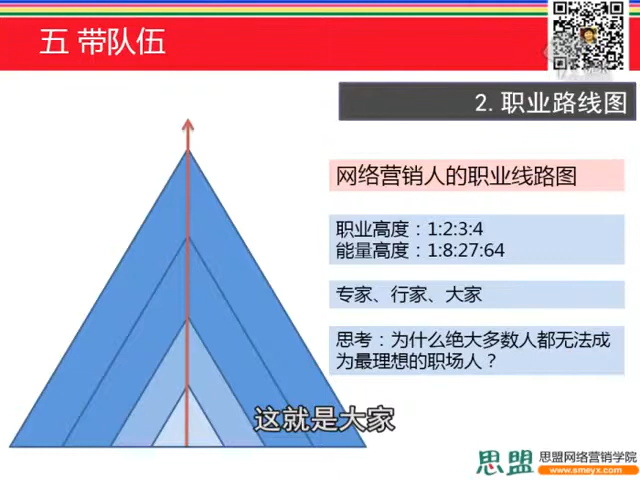 五 带队伍
2.职业路线图
网络营销人的职业线路图
职业高度：1:2:3:4
能量高度：1:8:27:64
专家、行家、大家
思考：为什么绝大多数人都无法成
为最理想的职场人？
这就是大家
思盟 思盟网络营销学院
www.ameyx.com